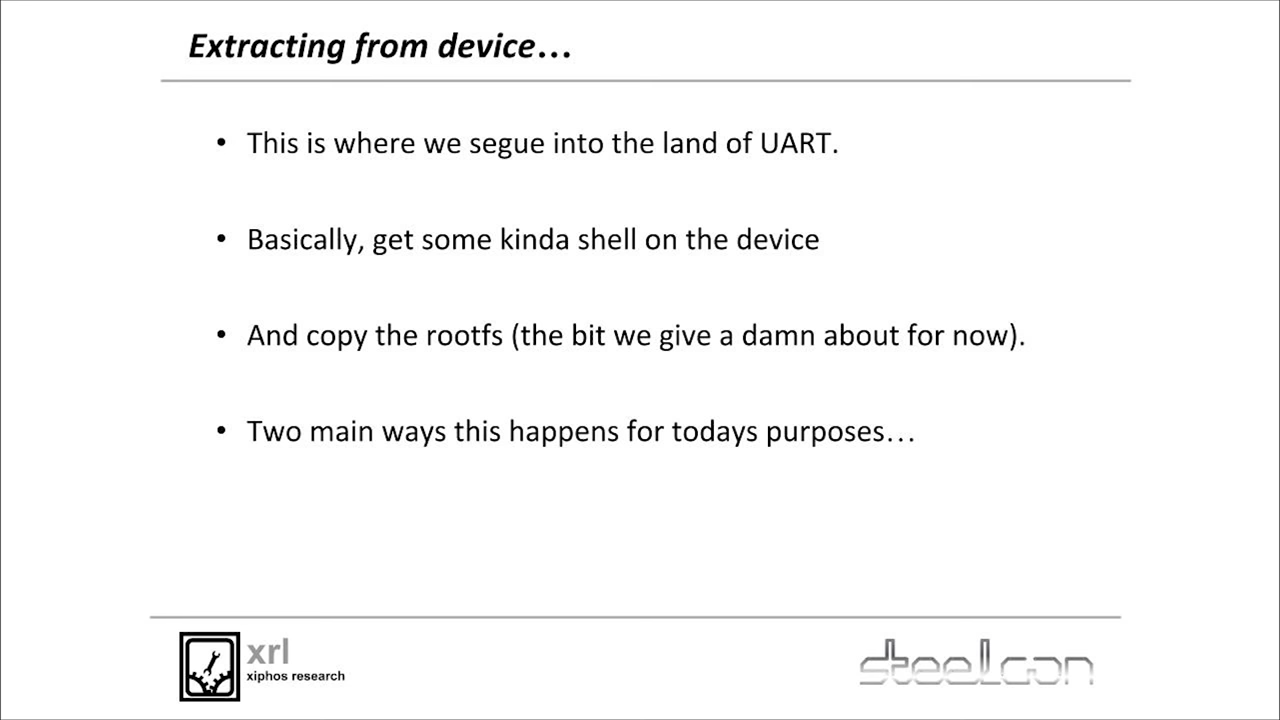 Extracting from device…
• This is where we segue into the land of UART.
• Basically, get some kinda shell on the device
• And copy the rootfs (the bit we give a damn about for now).
• Two main ways this happens for todays purposes…
xrl
xiphos research
steelcon